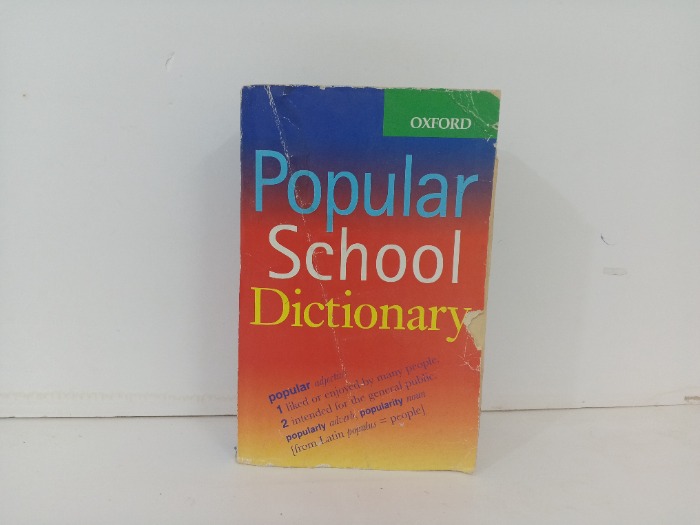 OXFORD
Popular
School
Dictionary
popular adjective
1 liked or enjoyed by many people.
2 intended for the general public.
popularly adverb, popularity noun
[from Latin populus = people]